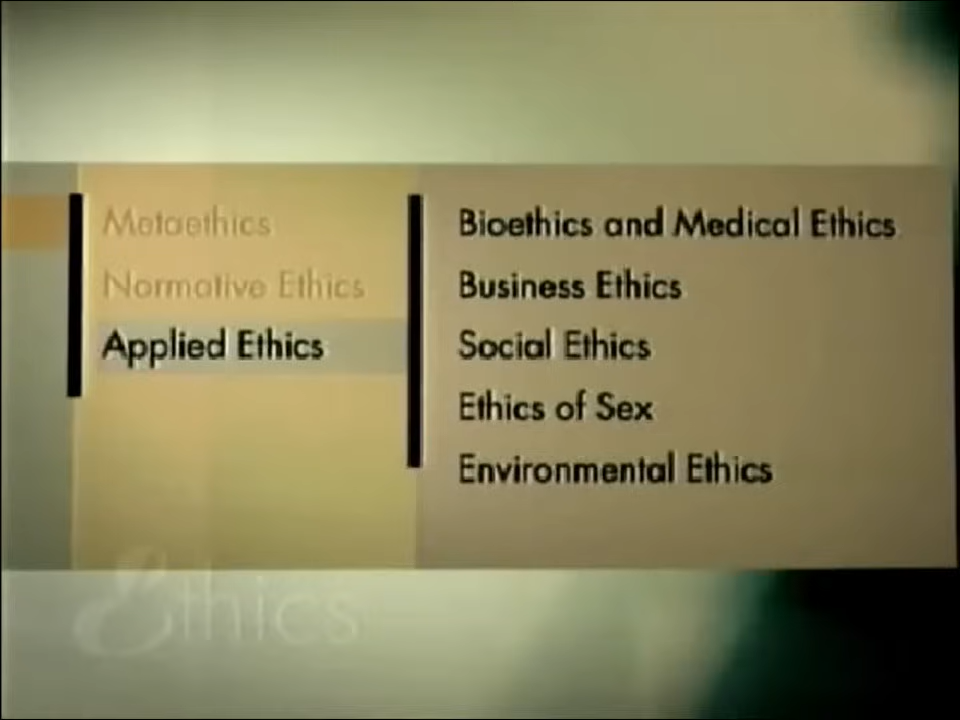 Metaethics
Normative Ethics
Applied Ethics
Bioethics and Medical Ethics
Business Ethics
Social Ethics
Ethics of Sex
Environmental Ethics
Ethics